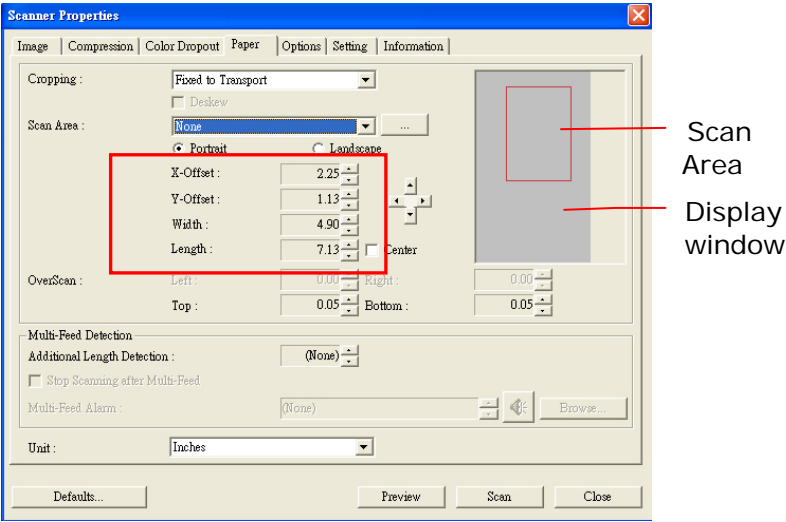 Scanner Properties
Image Compression Color Dropout Paper Options Setting Information
Cropping : Fixed to Transport
Deskew
Scan Area : None ...
Portrait Landscape
X-Offset : 2.25
Y-Offset : 1.13
Width : 4.90
Length : 7.13 Center
OverScan : Left : 0.00 Right : 0.00
Top : 0.05 Bottom : 0.05
Multi-Feed Detection
Additional Length Detection : (None)
Stop Scanning after Multi-Feed
Multi-Feed Alarm : (None) Browse...
Unit : Inches
Defaults... Preview Scan Close
Scan
Area
Display
window